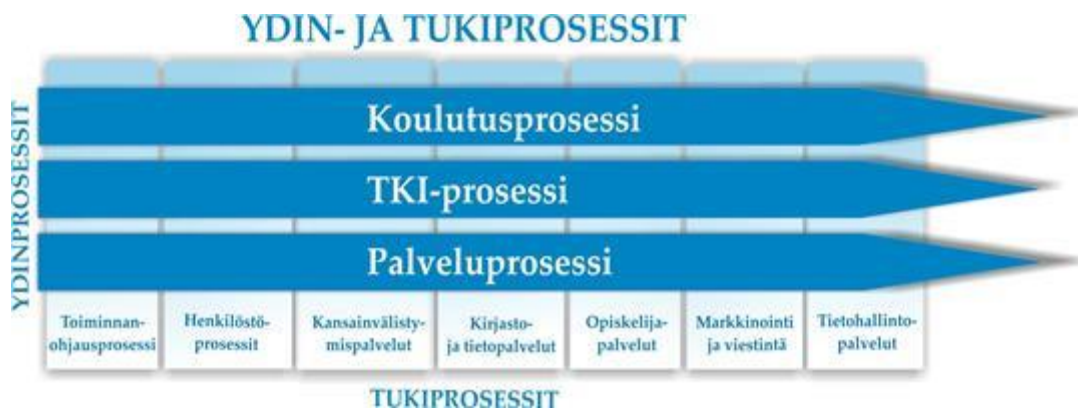 YDIN- JA TUKIPROSESSIT
YDINPROSESSIT
Koulutusprosessi
TKI-prosessi
Palveluprosessi
Toiminnan-
ohjausprosessi
Henkilöstö-
prosessit
Kansainvälisty-
mispalvelut
Kirjasto-
ja tietopalvelut
Opiskelija-
palvelut
Markkinointi
ja viestintä
Tietohallinto-
palvelut
TUKIPROSESSIT